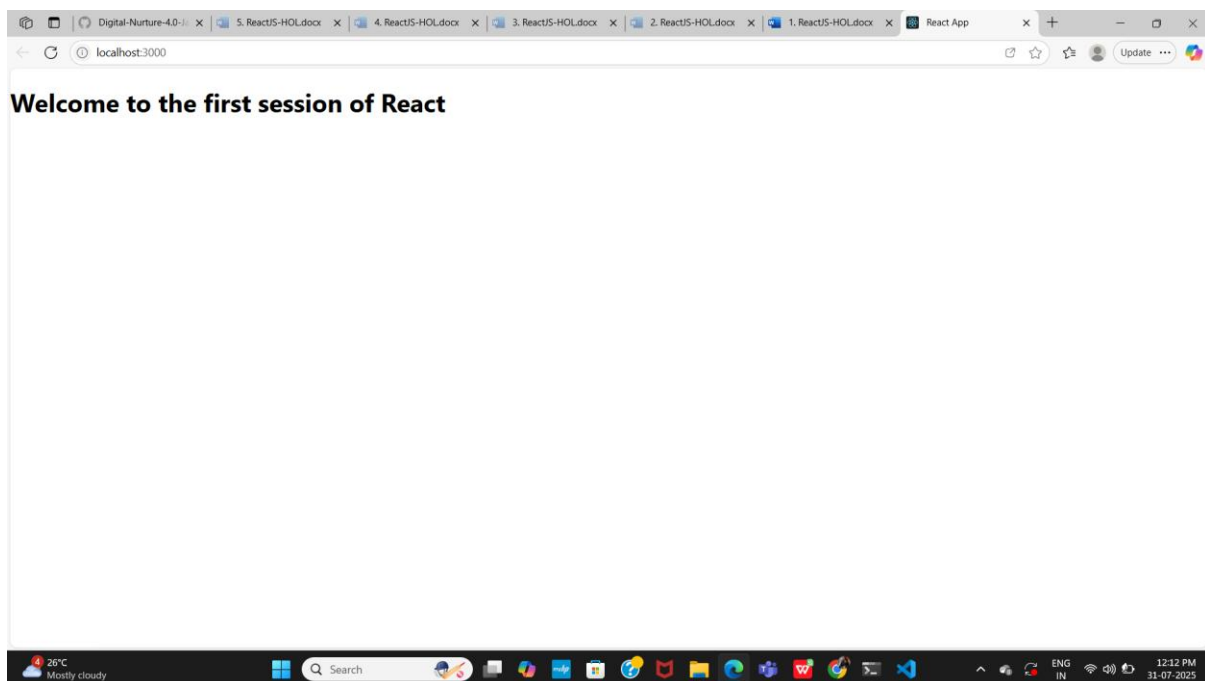 Digital-Nurture-4.0-Ja
5. ReactJS-HOL.docx
4. ReactJS-HOL.docx
3. ReactJS-HOL.docx
2. ReactJS-HOL.docx
1. ReactJS-HOL.docx
React App
localhost:3000
Update
Welcome to the first session of React
4
26°C
Mostly cloudy
Search
ENG
IN
12:12 PM
31-07-2025